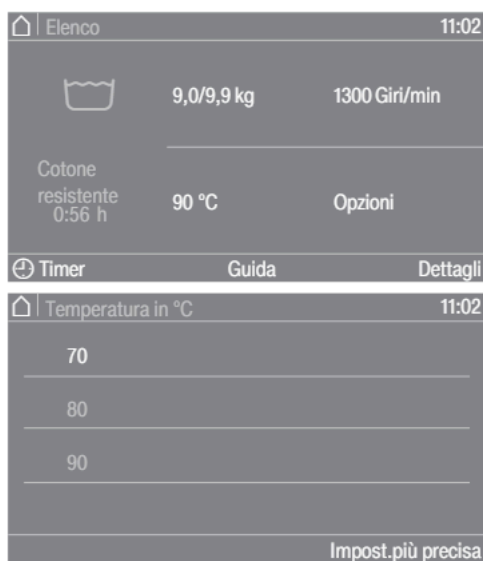 Elenco 11:02
9,0/9,9 kg 1300 Giri/min
Cotone
resistente
0:56 h
90 °C Opzioni
Timer Guida Dettagli
Temperatura in °C 11:02
70
80
90
Impost.più precisa